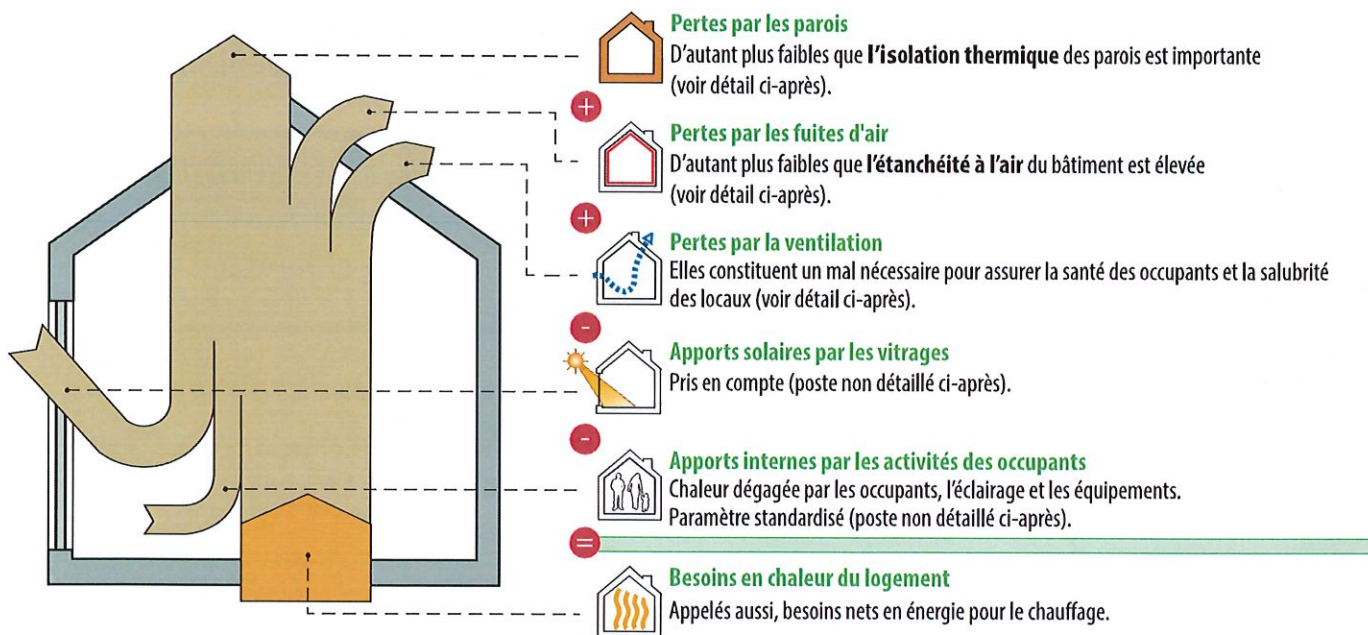 Pertes par les parois
D'autant plus faibles que l'isolation thermique des parois est importante
(voir détail ci-après).
+
Pertes par les fuites d'air
D'autant plus faibles que l'étanchéité à l'air du bâtiment est élevée
(voir détail ci-après).
+
Pertes par la ventilation
Elles constituent un mal nécessaire pour assurer la santé des occupants et la salubrité
des locaux (voir détail ci-après).
-
Apports solaires par les vitrages
Pris en compte (poste non détaillé ci-après).
-
Apports internes par les activités des occupants
Chaleur dégagée par les occupants, l'éclairage et les équipements.
Paramètre standardisé (poste non détaillé ci-après).
=
Besoins en chaleur du logement
Appelés aussi, besoins nets en énergie pour le chauffage.